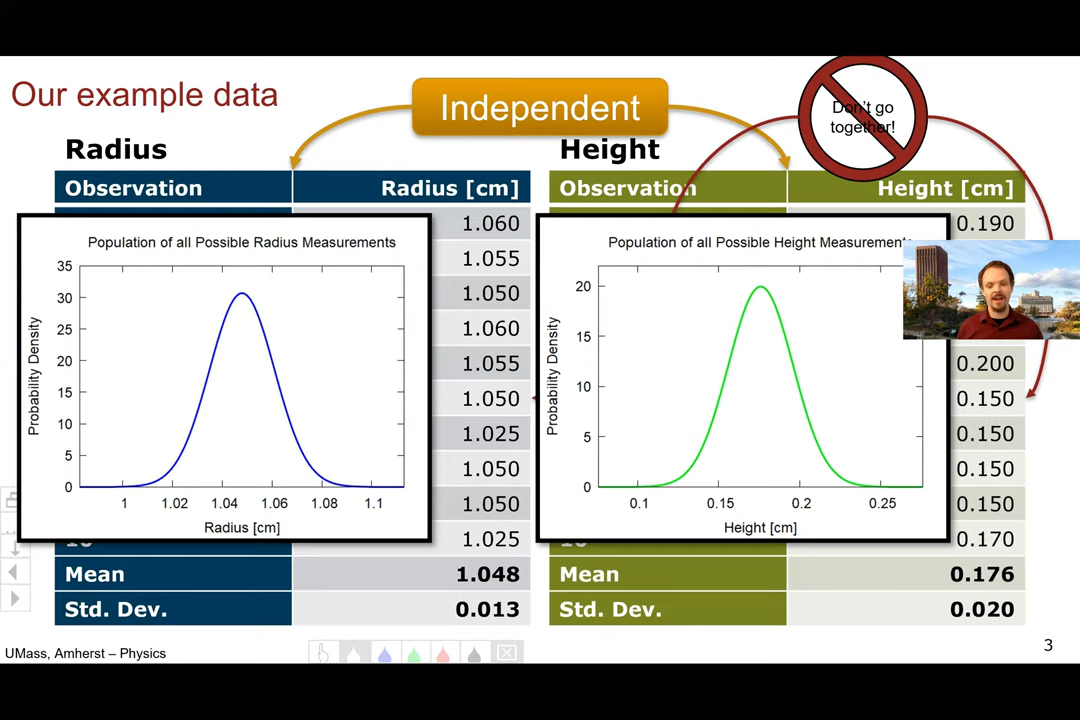 Our example data
Independent
Don't go
together!
Radius
Height
Observation Radius [cm]
Observation Height [cm]
1.060
0.190
1.055
1.050
1.060
1.055
0.200
1.050
0.150
1.025
0.150
1.050
0.150
1.050
0.150
1.025
0.170
Population of all Possible Radius Measurements
35
30
25
20
15
10
5
0
Probability Density
1 1.02 1.04 1.06 1.08 1.1
Radius [cm]
Population of all Possible Height Measurements
20
15
10
5
0
Probability Density
0.1 0.15 0.2 0.25
Height [cm]
Mean 1.048
Mean 0.176
Std. Dev. 0.013
Std. Dev. 0.020
UMass, Amherst – Physics
3